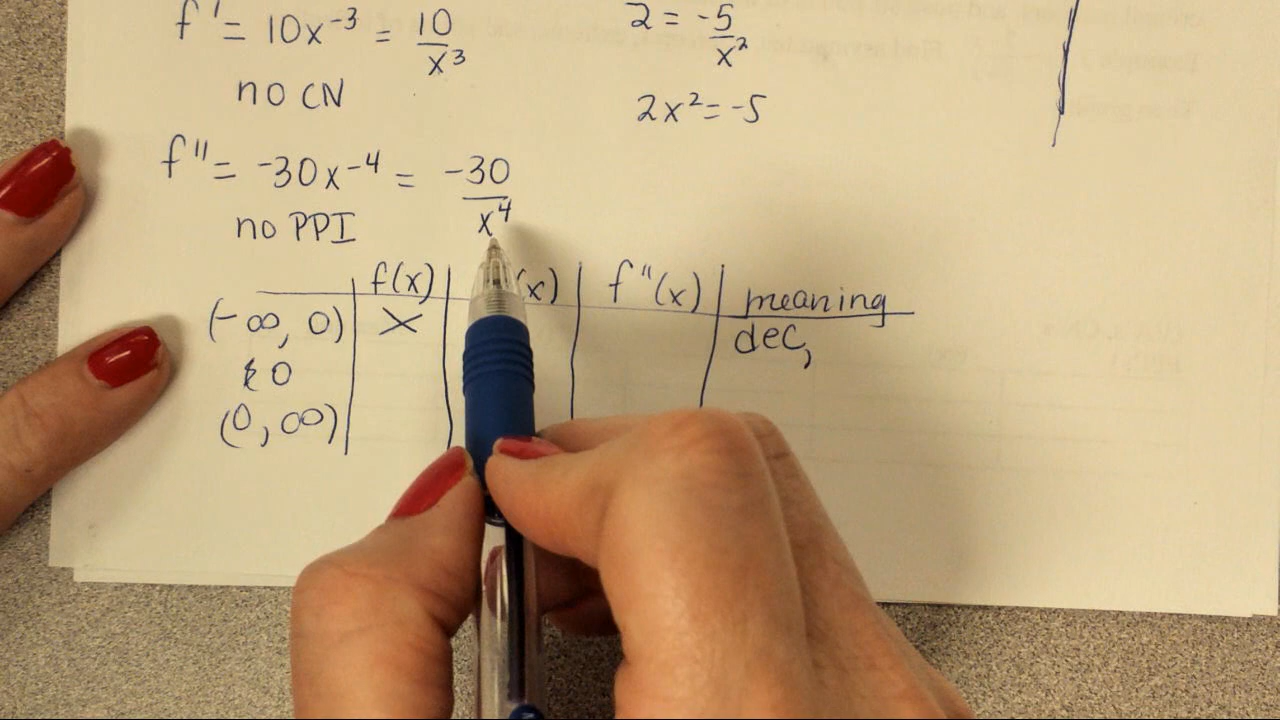 f' = 10x⁻³ = 10/x³
no CN
2 = -5/x²
2x² = -5
f'' = -30x⁻⁴ = -30/x⁴
no PPI
f(x) (x) f''(x) meaning
(-∞, 0) X dec,
0
(0, ∞)